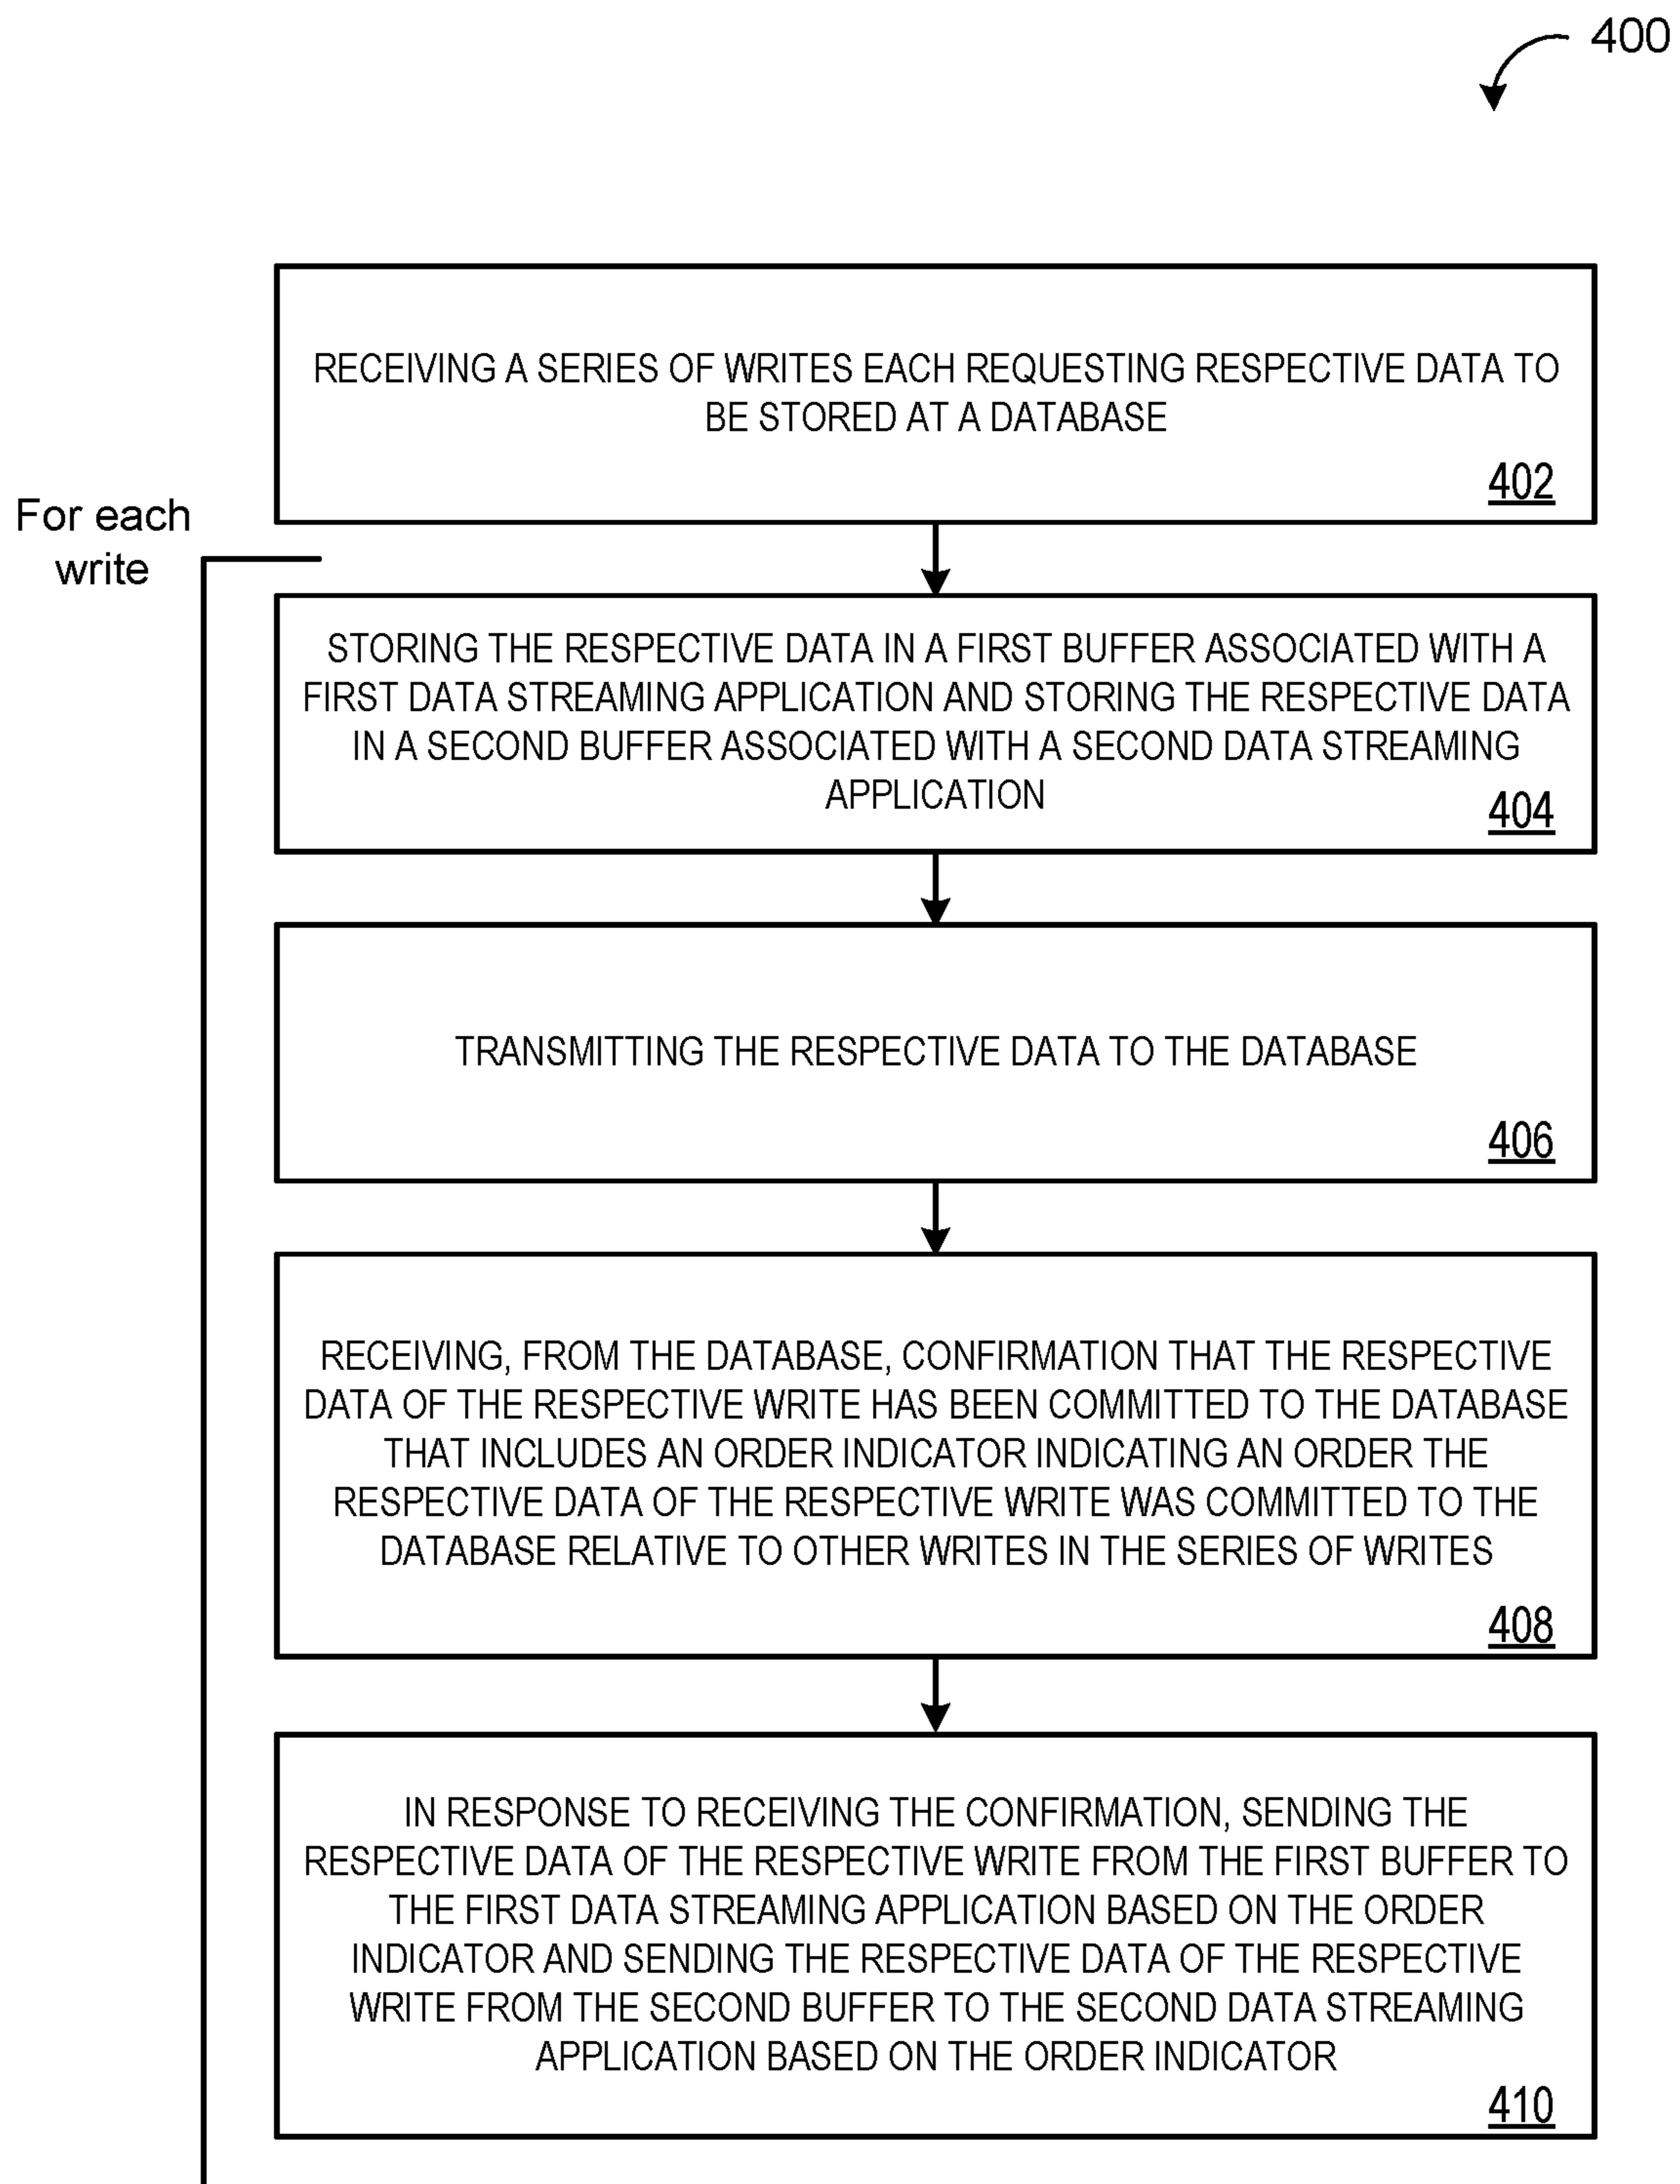 400
RECEIVING A SERIES OF WRITES EACH REQUESTING RESPECTIVE DATA TO
BE STORED AT A DATABASE
402
For each
write
STORING THE RESPECTIVE DATA IN A FIRST BUFFER ASSOCIATED WITH A
FIRST DATA STREAMING APPLICATION AND STORING THE RESPECTIVE DATA
IN A SECOND BUFFER ASSOCIATED WITH A SECOND DATA STREAMING
APPLICATION
404
TRANSMITTING THE RESPECTIVE DATA TO THE DATABASE
406
RECEIVING, FROM THE DATABASE, CONFIRMATION THAT THE RESPECTIVE
DATA OF THE RESPECTIVE WRITE HAS BEEN COMMITTED TO THE DATABASE
THAT INCLUDES AN ORDER INDICATOR INDICATING AN ORDER THE
RESPECTIVE DATA OF THE RESPECTIVE WRITE WAS COMMITTED TO THE
DATABASE RELATIVE TO OTHER WRITES IN THE SERIES OF WRITES
408
IN RESPONSE TO RECEIVING THE CONFIRMATION, SENDING THE
RESPECTIVE DATA OF THE RESPECTIVE WRITE FROM THE FIRST BUFFER TO
THE FIRST DATA STREAMING APPLICATION BASED ON THE ORDER
INDICATOR AND SENDING THE RESPECTIVE DATA OF THE RESPECTIVE
WRITE FROM THE SECOND BUFFER TO THE SECOND DATA STREAMING
APPLICATION BASED ON THE ORDER INDICATOR
410